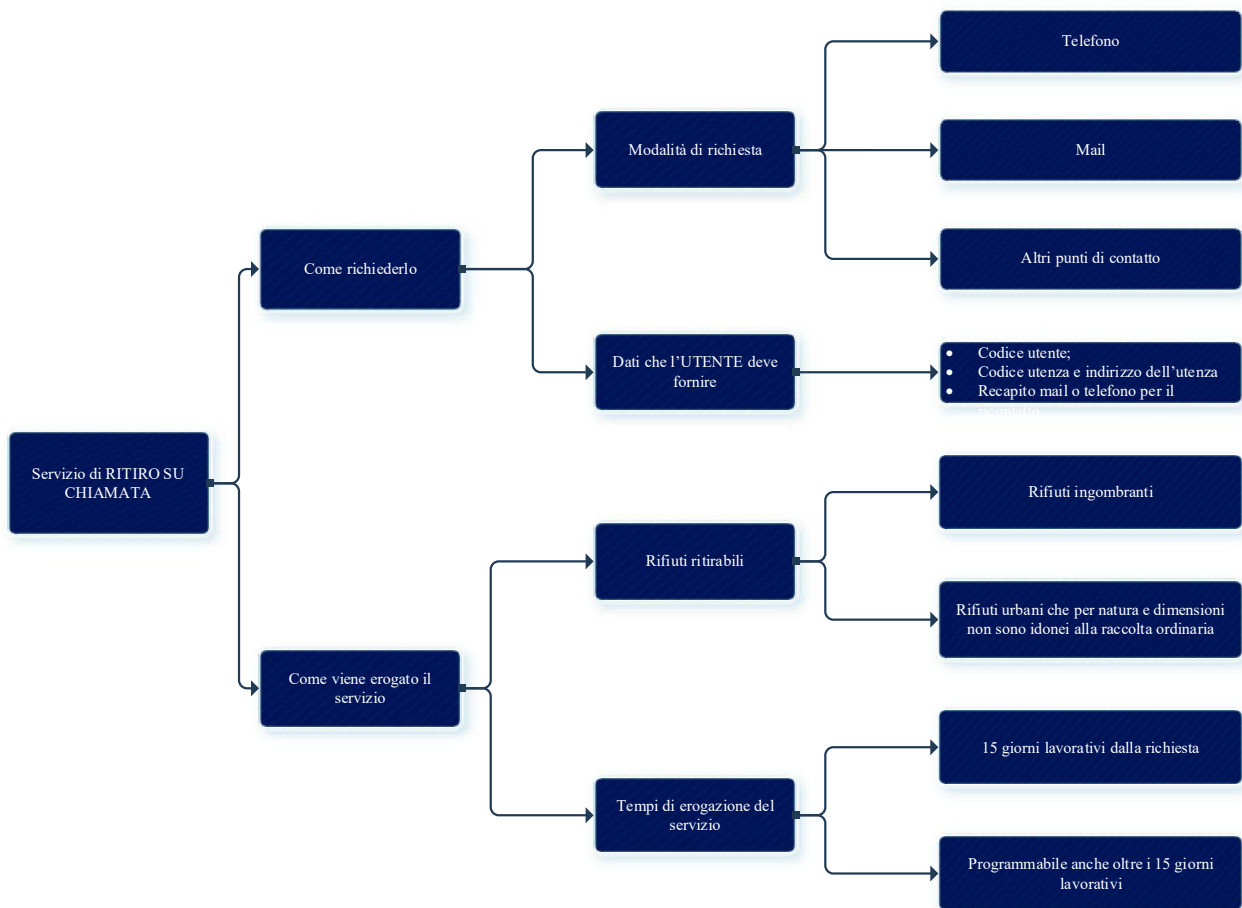 Telefono
Modalità di richiesta
Mail
Come richiederlo
Altri punti di contatto
Dati che l’UTENTE deve
fornire
• Codice utente;
• Codice utenza e indirizzo dell’utenza
• Recapito mail o telefono per il
ricontatto
Servizio di RITIRO SU
CHIAMATA
Rifiuti ingombranti
Rifiuti ritirabili
Rifiuti urbani che per natura e dimensioni
non sono idonei alla raccolta ordinaria
Come viene erogato il
servizio
15 giorni lavorativi dalla richiesta
Tempi di erogazione del
servizio
Programmabile anche oltre i 15 giorni
lavorativi